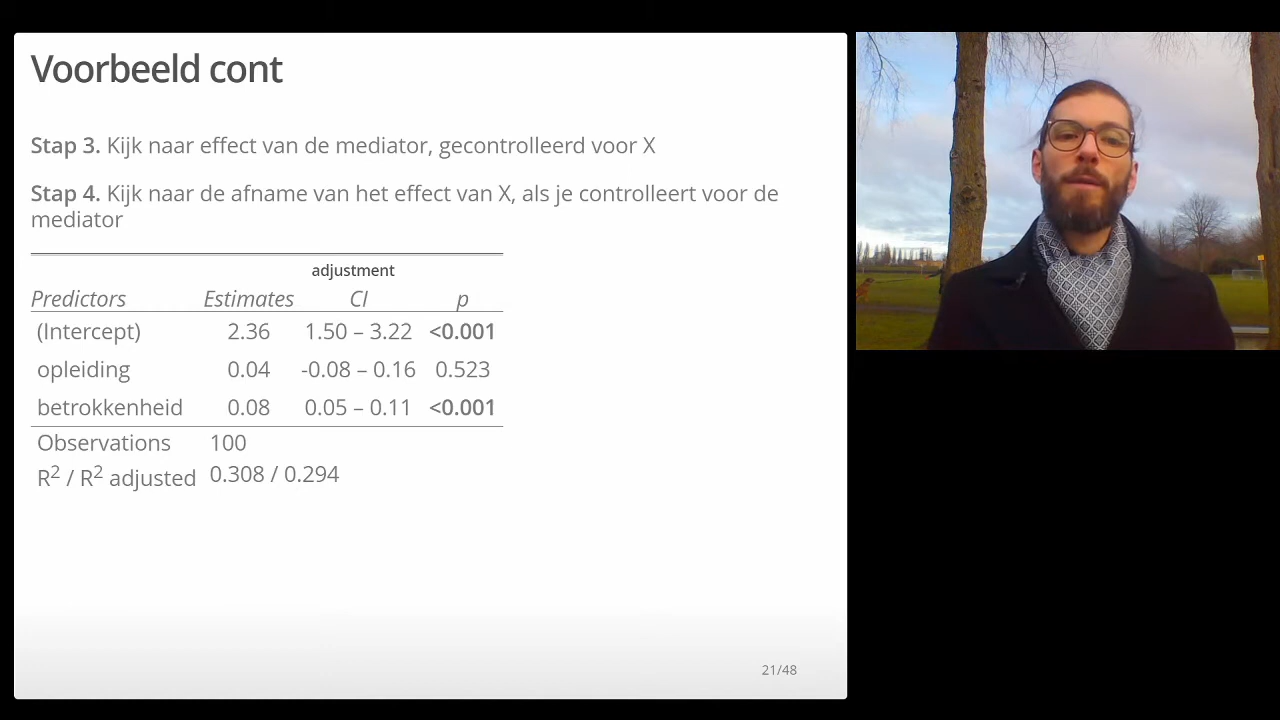 Voorbeeld cont
Stap 3. Kijk naar effect van de mediator, gecontrolleerd voor X
Stap 4. Kijk naar de afname van het effect van X, als je controlleert voor de
mediator
adjustment
Predictors Estimates CI p
(Intercept) 2.36 1.50 – 3.22 <0.001
opleiding 0.04 -0.08 – 0.16 0.523
betrokkenheid 0.08 0.05 – 0.11 <0.001
Observations 100
R² / R² adjusted 0.308 / 0.294
21/48